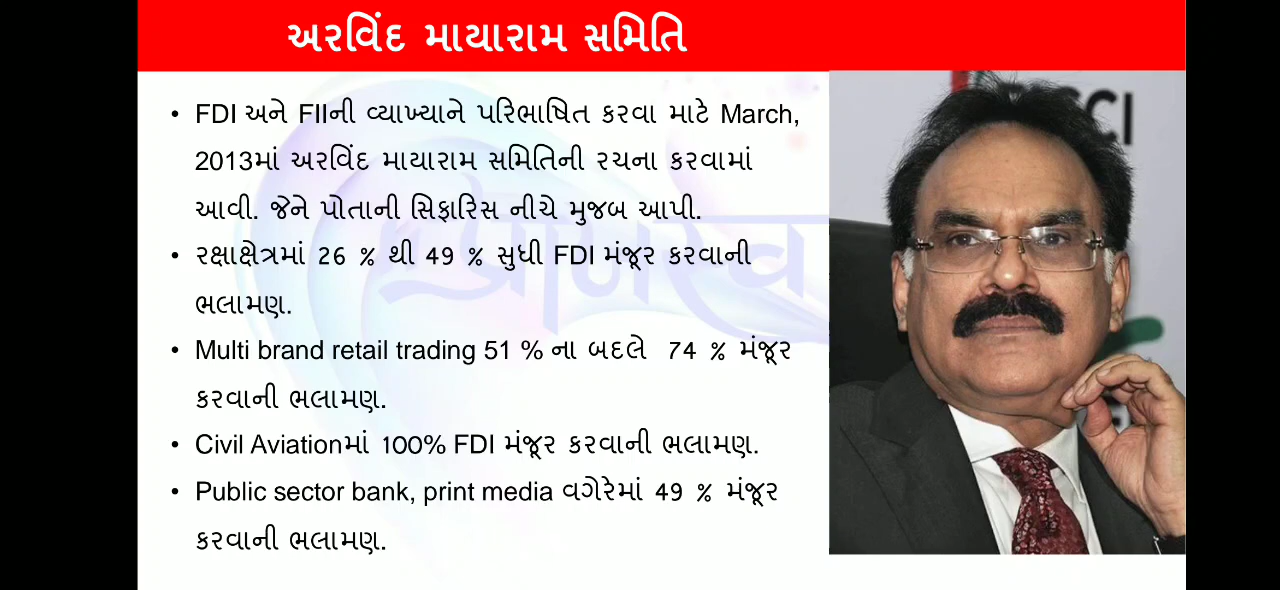 અરવિંદ માયારામ સમિતિ
• FDI અને FIIની વ્યાખ્યાને પરિભાષિત કરવા માટે March,
2013માં અરવિંદ માયારામ સમિતિની રચના કરવામાં
આવી. જેને પોતાની સિફારિસ નીચે મુજબ આપી.
• રક્ષાક્ષેત્રમાં 26 % થી 49 % સુધી FDI મંજૂર કરવાની
ભલામણ.
• Multi brand retail trading 51 % ના બદલે 74 % મંજૂર
કરવાની ભલામણ.
• Civil Aviationમાં 100% FDI મંજૂર કરવાની ભલામણ.
• Public sector bank, print media વગેરેમાં 49 % મંજૂર
કરવાની ભલામણ.